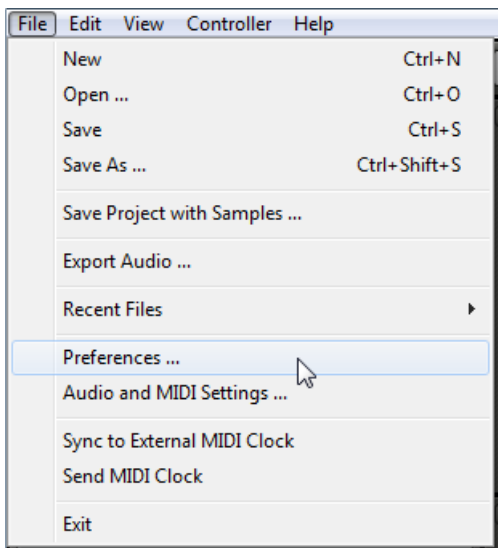 File Edit View Controller Help
New Ctrl+N
Open ... Ctrl+O
Save Ctrl+S
Save As ... Ctrl+Shift+S
Save Project with Samples ...
Export Audio ...
Recent Files
Preferences ...
Audio and MIDI Settings ...
Sync to External MIDI Clock
Send MIDI Clock
Exit